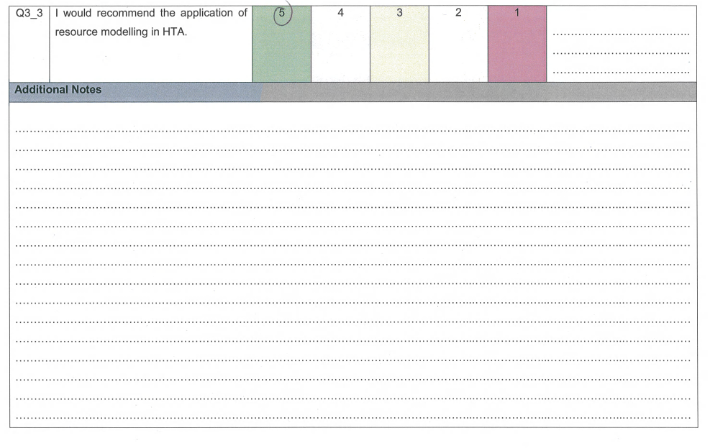 Q3_3 I would recommend the application of 5 4 3 2 1
resource modelling in HTA.
Additional Notes